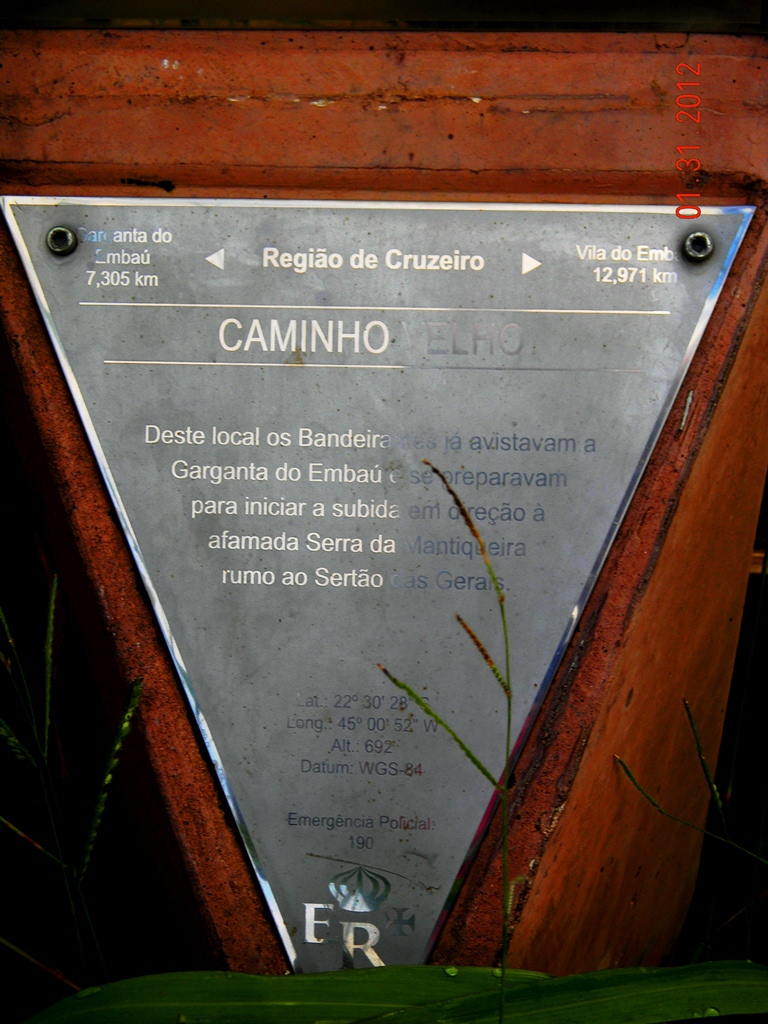 01.31 2012
Garganta do
Embaú
7,305 km
Região de Cruzeiro
Vila do Emb
12,971 km
CAMINHO VELHO
Deste local os Bandeirantes já avistavam a
Garganta do Embaú e se preparavam
para iniciar a subida em direção à
afamada Serra da Mantiqueira
rumo ao Sertão das Gerais.
Lat.: 22º 30' 28" S
Long.: 45º 00' 52" W
Alt.: 692
Datum: WGS-84
Emergência Policial:
190
ER